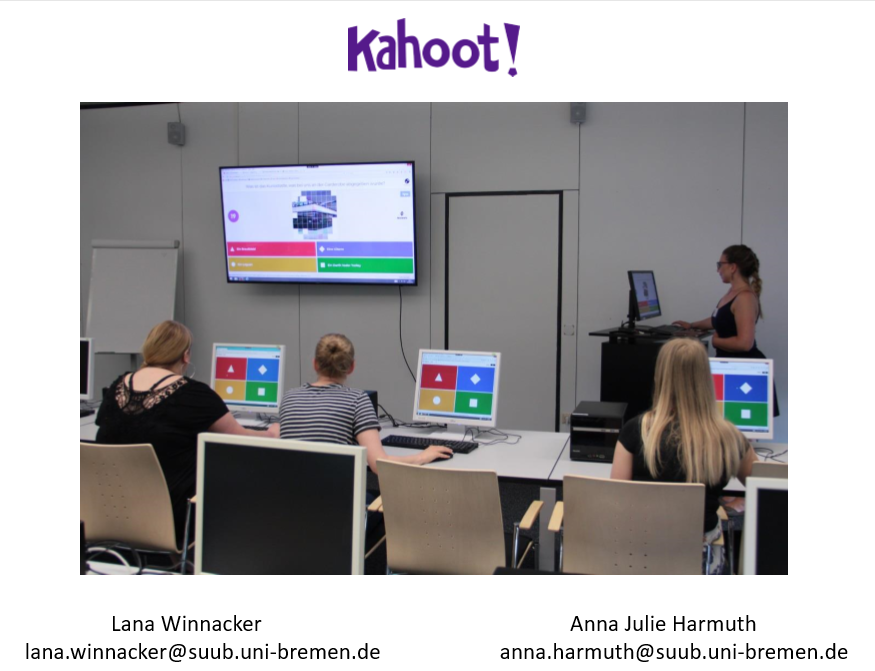 Kahoot!
Lana Winnacker
lana.winnacker@suub.uni-bremen.de
Anna Julie Harmuth
anna.harmuth@suub.uni-bremen.de